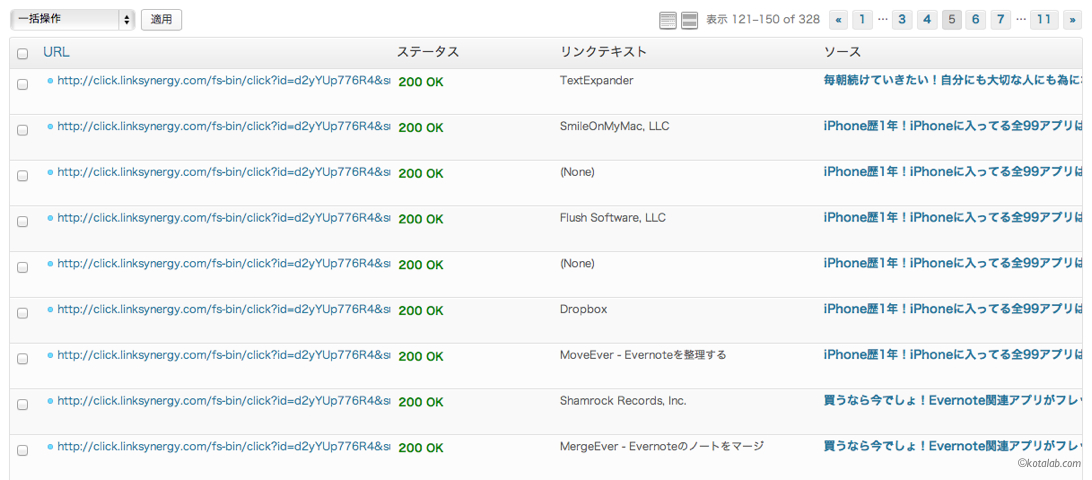 一括操作 適用 表示 121–150 of 328 « 1 … 3 4 5 6 7 … 11 »
URL ステータス リンクテキスト ソース
http://click.linksynergy.com/fs-bin/click?id=d2yYUp776R4&su 200 OK TextExpander 毎朝続けていきたい！自分にも大切な人にも為に
http://click.linksynergy.com/fs-bin/click?id=d2yYUp776R4&su 200 OK SmileOnMyMac, LLC iPhone歴1年！iPhoneに入ってる全99アプリは
http://click.linksynergy.com/fs-bin/click?id=d2yYUp776R4&su 200 OK (None) iPhone歴1年！iPhoneに入ってる全99アプリは
http://click.linksynergy.com/fs-bin/click?id=d2yYUp776R4&su 200 OK Flush Software, LLC iPhone歴1年！iPhoneに入ってる全99アプリは
http://click.linksynergy.com/fs-bin/click?id=d2yYUp776R4&su 200 OK (None) iPhone歴1年！iPhoneに入ってる全99アプリは
http://click.linksynergy.com/fs-bin/click?id=d2yYUp776R4&su 200 OK Dropbox iPhone歴1年！iPhoneに入ってる全99アプリは
http://click.linksynergy.com/fs-bin/click?id=d2yYUp776R4&su 200 OK MoveEver - Evernoteを整理する iPhone歴1年！iPhoneに入ってる全99アプリは
http://click.linksynergy.com/fs-bin/click?id=d2yYUp776R4&su 200 OK Shamrock Records, Inc. 買うなら今でしょ！Evernote関連アプリがフレッ
http://click.linksynergy.com/fs-bin/click?id=d2yYUp776R4&su 200 OK MergeEver - Evernoteのノートをマージ 買うなら今でしょ！Evernote関連アプリがフレッ
©kotalab.com